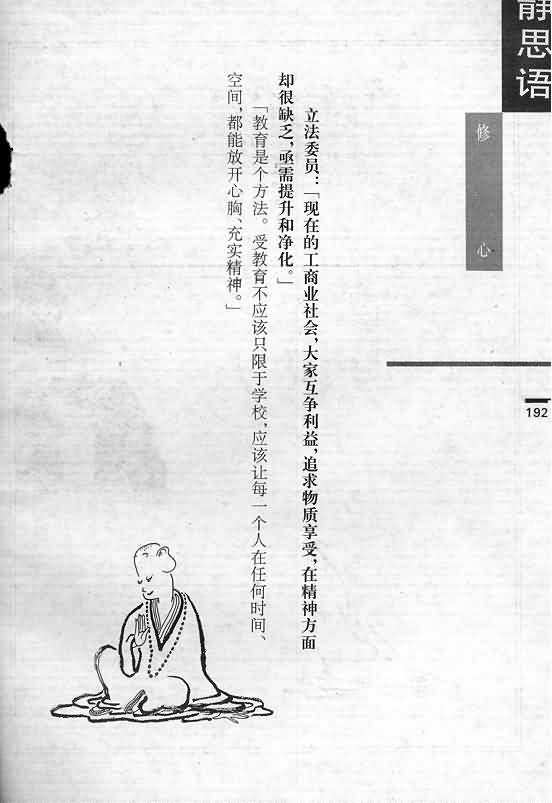 静思语
修心
192
立法委员：「现在的工商业社会，大家互争利益，追求物质享受，在精神方面
却很缺乏，亟需提升和净化。」
「教育是个方法。受教育不应该只限于学校，应该让每一个人在任何时间、
空间，都能放开心胸、充实精神。」